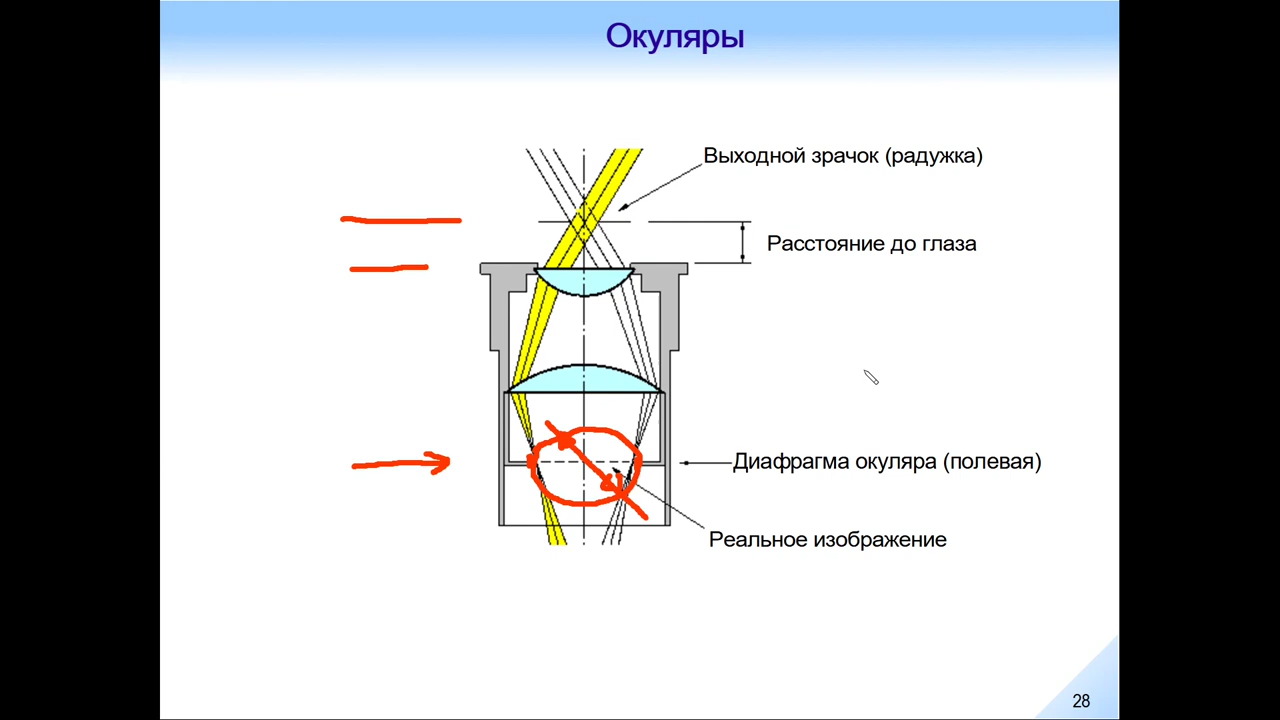 Окуляры
Выходной зрачок (радужка)
Расстояние до глаза
Диафрагма окуляра (полевая)
Реальное изображение
28